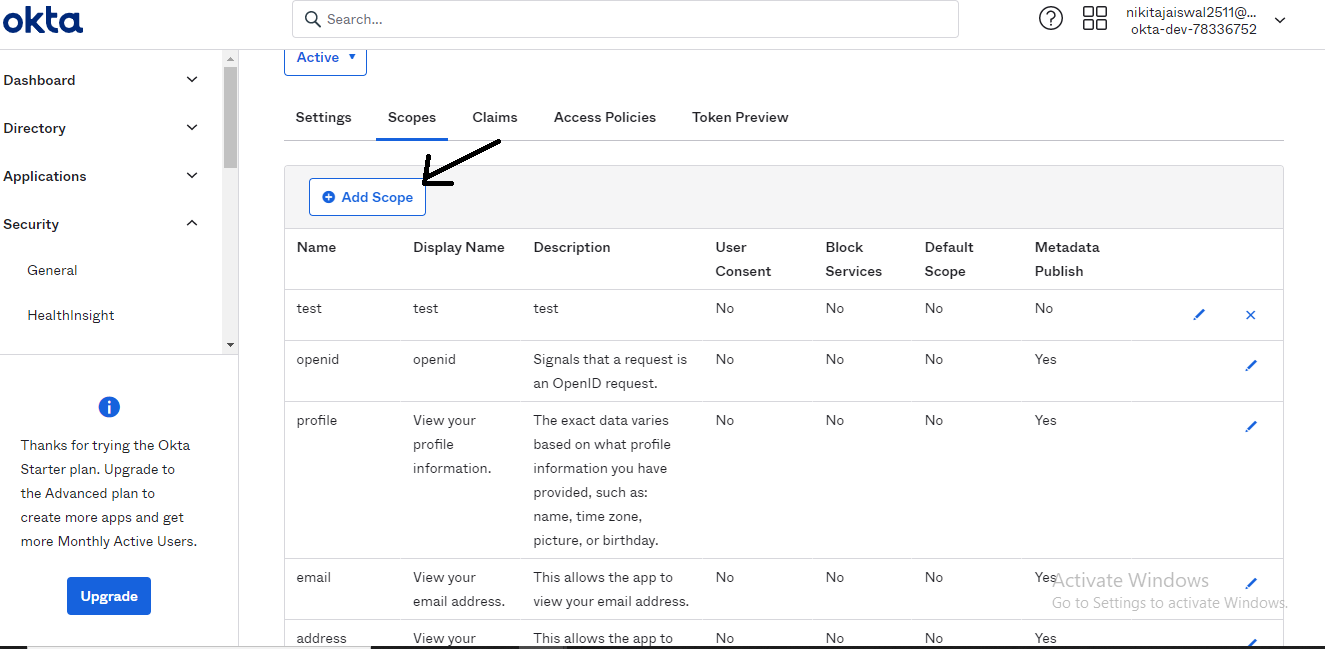 okta
Search...
nikitajaiswal2511@...
okta-dev-78336752
Dashboard
Directory
Applications
Security
General
HealthInsight
Thanks for trying the Okta
Starter plan. Upgrade to
the Advanced plan to
create more apps and get
more Monthly Active Users.
Upgrade
Active
Settings Scopes Claims Access Policies Token Preview
Add Scope
Name Display Name Description User Consent Block Services Default Scope Metadata Publish
test test test No No No No
openid openid Signals that a request is No No No Yes
an OpenID request.
profile View your The exact data varies No No No Yes
profile based on what profile
information. information you have
provided, such as:
name, time zone,
picture, or birthday.
email View your This allows the app to No No No Yes
email address. view your email address.
address View your This allows the app to No No No Yes
Activate Windows
Go to Settings to activate Windows.